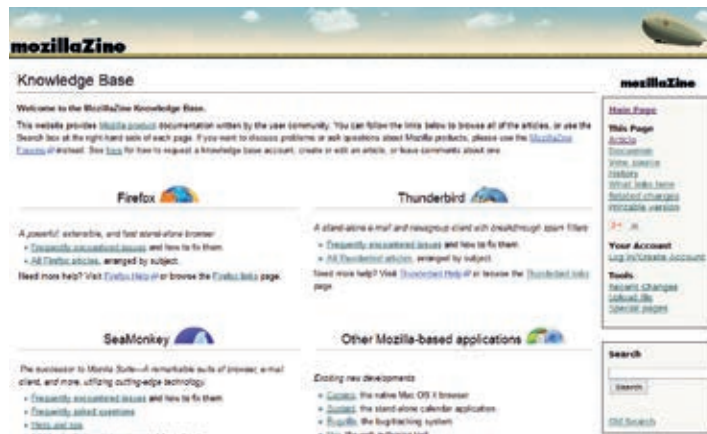 mozillaZine
Knowledge Base
Welcome to the MozillaZine Knowledge Base.
This website provides Mozilla product documentation written by the user community. You can follow the links below to browse all of the articles, or use the
Search box at the right hand side of each page. If you want to discuss problems or ask questions about Mozilla products, please use the MozillaZine
Forums instead. See here for how to request a knowledge base account, create or edit an article, or leave comments about one.
Firefox
A powerful, extensible, and fast stand-alone browser
Frequently encountered issues and how to fix them.
All Firefox articles, arranged by subject.
Need more help? Visit Firefox Help or browse the Firefox links page.
Thunderbird
A stand-alone e-mail and newsgroup client with breakthrough spam filters
Frequently encountered issues and how to fix them.
All Thunderbird articles, arranged by subject.
Need more help? Visit Thunderbird Help or browse the Thunderbird links
page.
SeaMonkey
The successor to Mozilla Suite—A remarkable suite of browser, e-mail
client, and more, utilizing cutting-edge technology.
Frequently encountered issues and how to fix them.
Frequently asked questions
Hints and tips
Other Mozilla-based applications
Existing new developments
Camino, the native Mac OS X browser
Sunbird, the stand-alone calendar application
Bugzilla, the bug-tracking system
mozillaZine
Main Page
This Page
Article
Discussion
View source
History
What links here
Related changes
Printable version
Your Account
Log in/Create Account
Tools
Recent Changes
Upload file
Special pages
Search
Search
Old Search